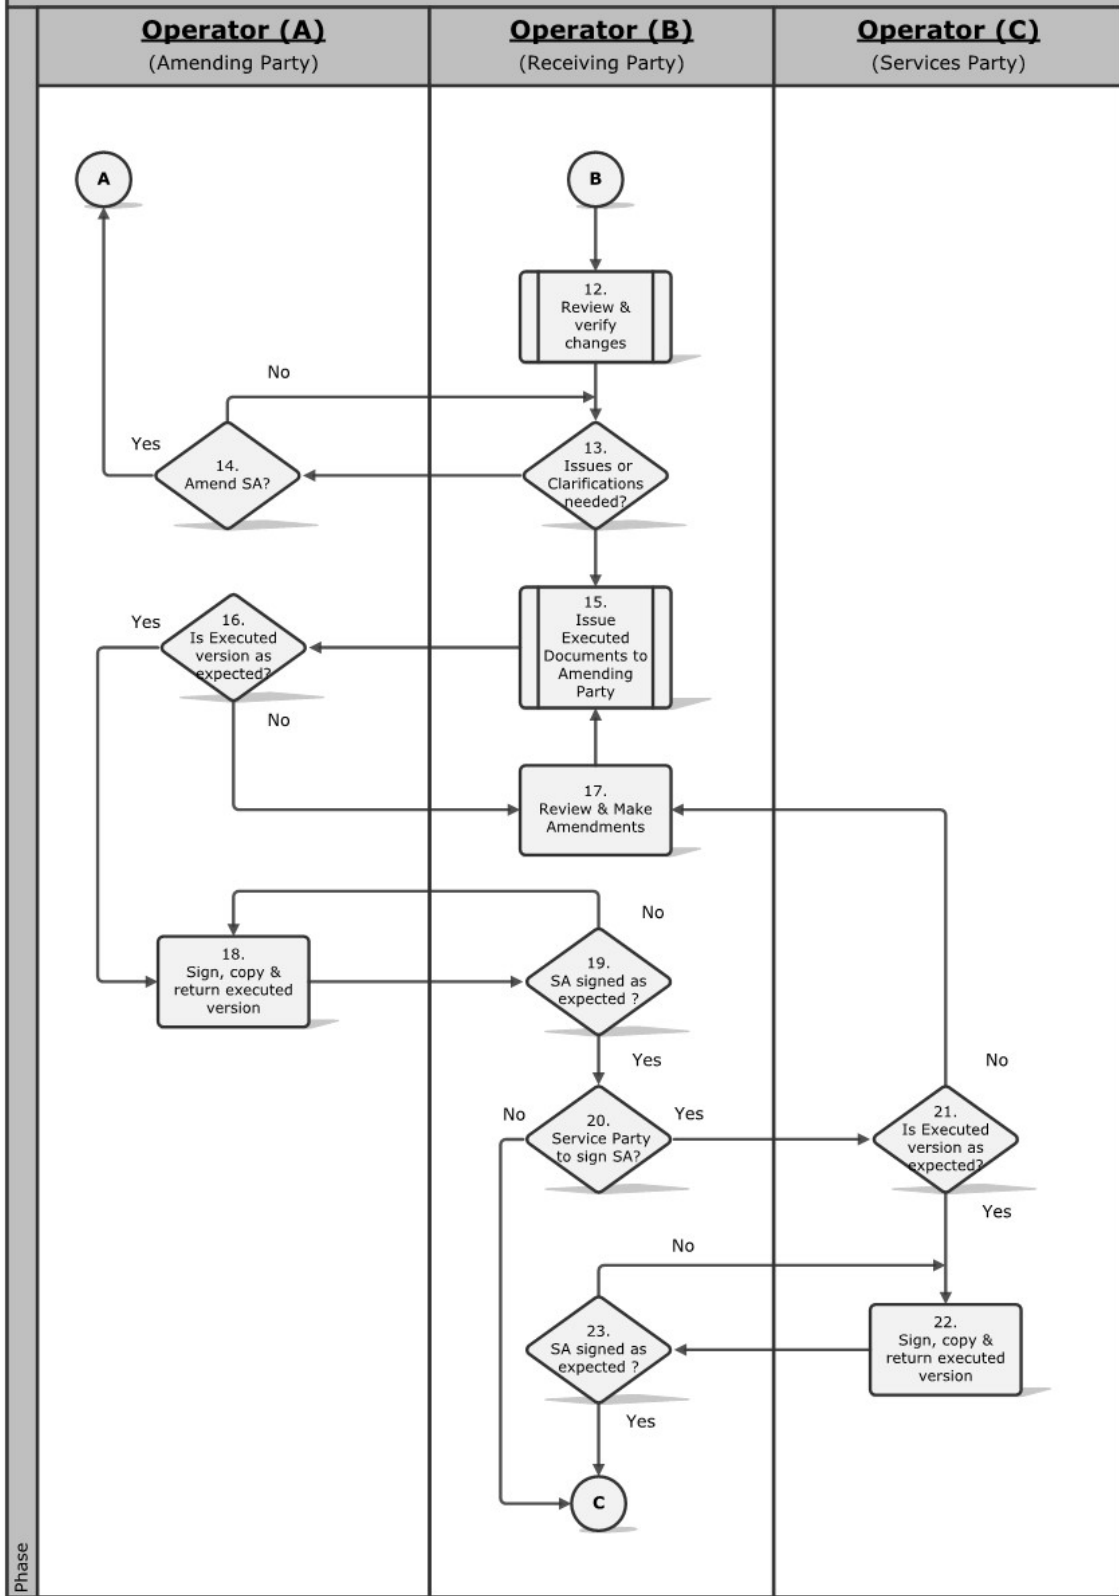 Operator (A)
(Amending Party)
Operator (B)
(Receiving Party)
Operator (C)
(Services Party)
A
B
12.
Review &
verify
changes
No
Yes
14.
Amend SA?
13.
Issues or
Clarifications
needed?
Yes
16.
Is Executed
version as
expected?
No
15.
Issue
Executed
Documents to
Amending
Party
17.
Review & Make
Amendments
No
18.
Sign, copy &
return executed
version
19.
SA signed as
expected ?
Yes
No
No
20.
Service Party
to sign SA?
Yes
21.
Is Executed
version as
expected?
Yes
No
23.
SA signed as
expected ?
22.
Sign, copy &
return executed
version
Yes
C
Phase